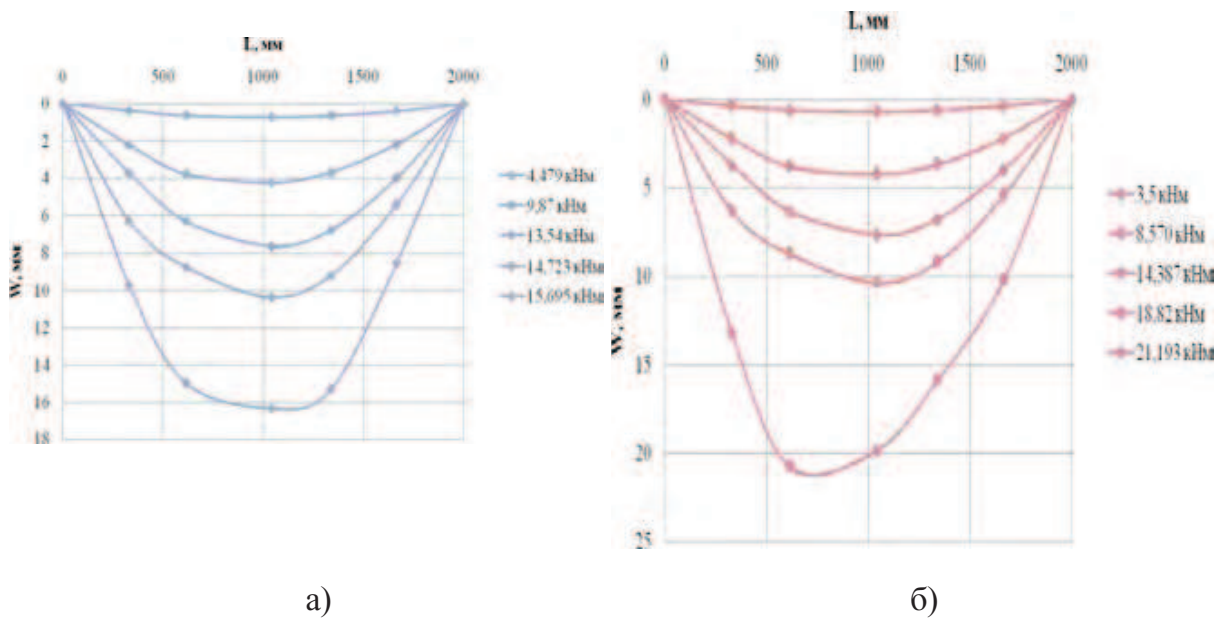 L, мм
0 500 1000 1500 2000
0
2
4
6
8
10
12
14
16
18
W, мм
4,479 кНм
9,87 кНм
13,54 кНм
14,723 кНм
15,695 кНм
а)
L, мм
0 500 1000 1500 2000
0
5
10
15
20
25
W, мм
3,5 кНм
8,570 кНм
14,387 кНм
18,82 кНм
21,193 кНм
б)